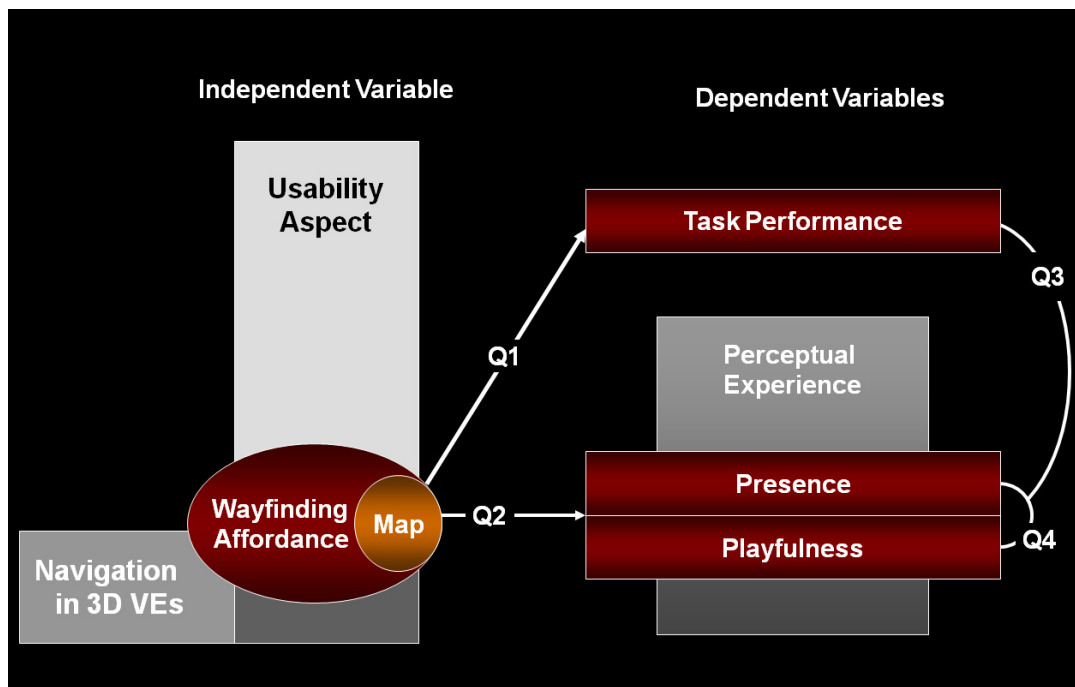 Independent Variable
Dependent Variables
Usability
Aspect
Task Performance
Q3
Q1
Perceptual
Experience
Wayfinding
Affordance
Map
Q2
Presence
Playfulness
Q4
Navigation
in 3D VEs